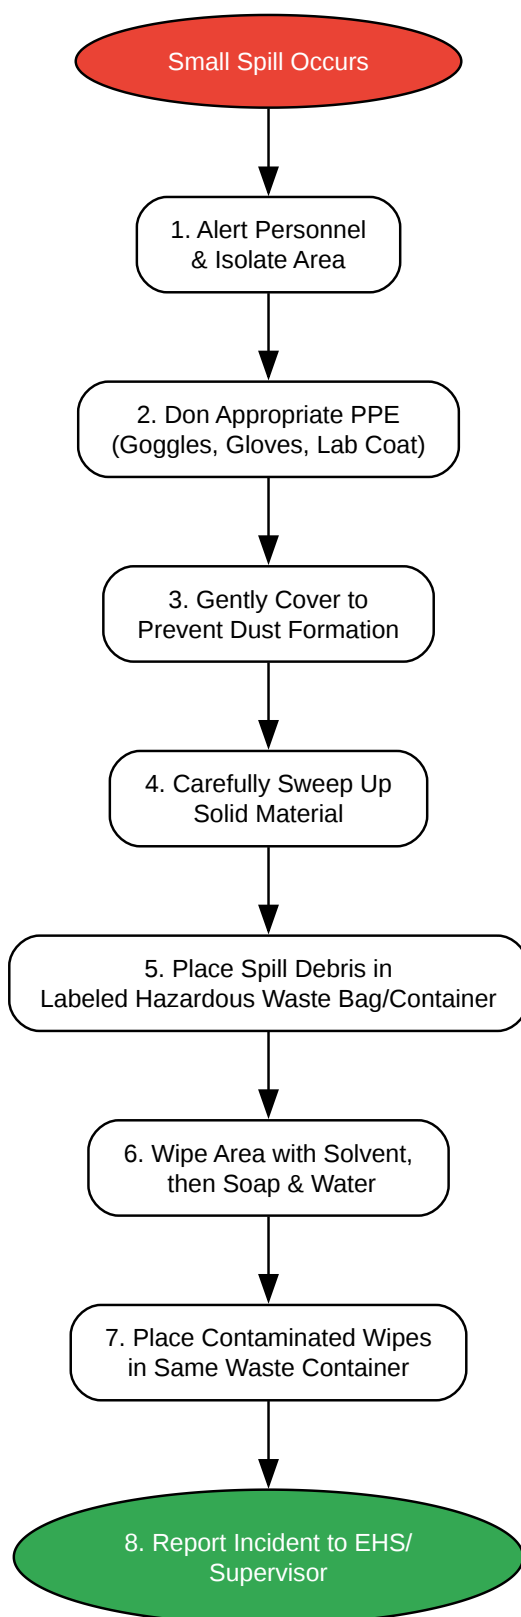 Small Spill Occurs
1. Alert Personnel
& Isolate Area
2. Don Appropriate PPE
(Goggles, Gloves, Lab Coat)
3. Gently Cover to
Prevent Dust Formation
4. Carefully Sweep Up
Solid Material
5. Place Spill Debris in
Labeled Hazardous Waste Bag/Container
6. Wipe Area with Solvent,
then Soap & Water
7. Place Contaminated Wipes
in Same Waste Container
8. Report Incident to EHS/
Supervisor